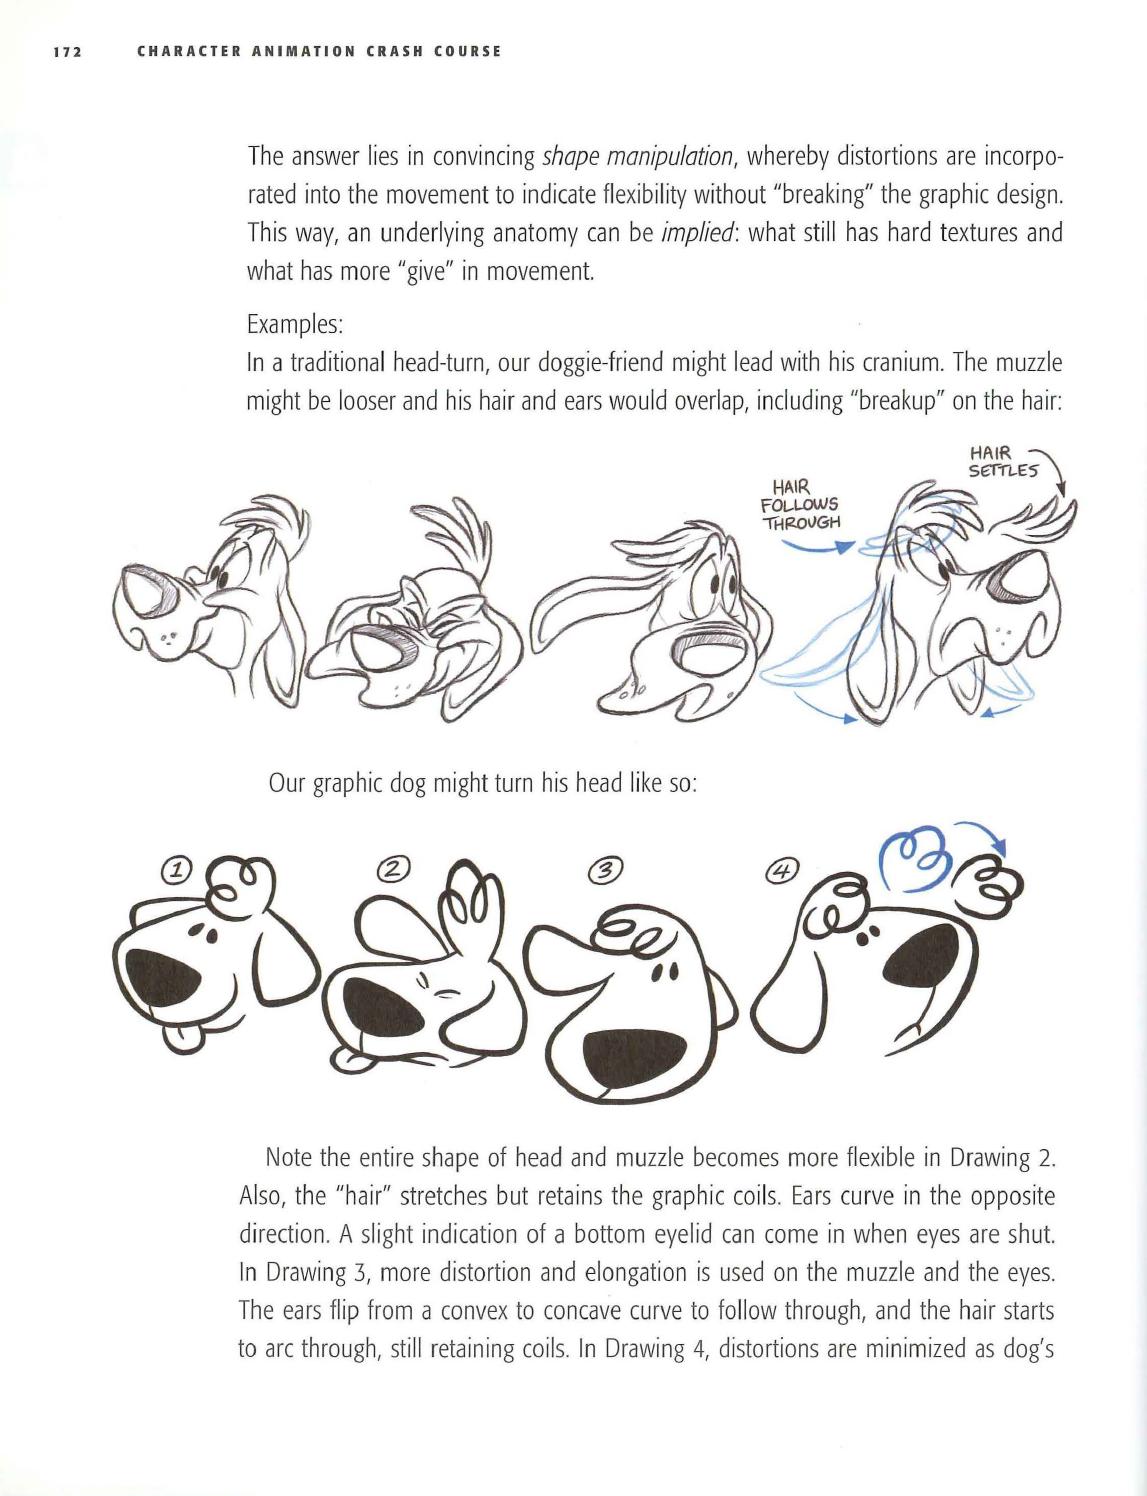 172 CHARACTER ANIMATION CRASH COURSE
The answer lies in convincing shape manipulation, whereby distortions are incorpo-
rated into the movement to indicate flexibility without "breaking" the graphic design.
This way, an underlying anatomy can be implied: what still has hard textures and
what has more "give" in movement.
Examples:
In a traditional head-turn, our doggie-friend might lead with his cranium. The muzzle
might be looser and his hair and ears would overlap, including "breakup" on the hair:
HAIR
SETTLES
HAIR
FOLLOWS
THROUGH
Our graphic dog might turn his head like so:
1 2 3 4
Note the entire shape of head and muzzle becomes more flexible in Drawing 2.
Also, the "hair" stretches but retains the graphic coils. Ears curve in the opposite
direction. A slight indication of a bottom eyelid can come in when eyes are shut.
In Drawing 3, more distortion and elongation is used on the muzzle and the eyes.
The ears flip from a convex to concave curve to follow through, and the hair starts
to arc through, still retaining coils. In Drawing 4, distortions are minimized as dog's